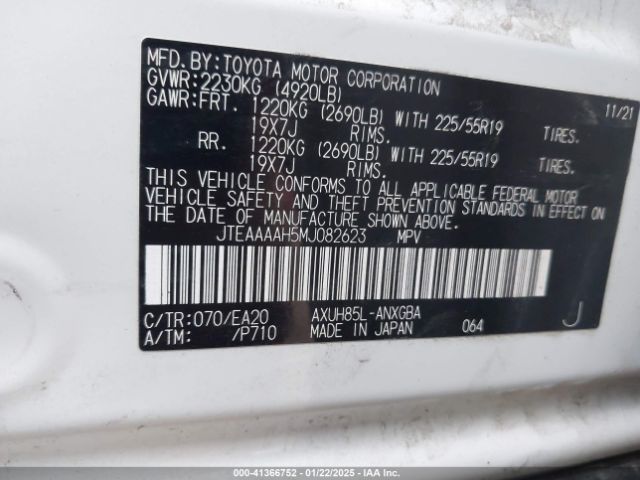 MFD.BY:TOYOTA MOTOR CORPORATION 11/21
GVWR:2230KG (4920LB)
GAWR:FRT. 1220KG (2690LB) WITH 225/55R19 TIRES.
19X7J RIMS.
RR. 1220KG (2690LB) WITH 225/55R19 TIRES.
19X7J RIMS.
THIS VEHICLE CONFORMS TO ALL APPLICABLE FEDERAL MOTOR
VEHICLE SAFETY AND THEFT PREVENTION STANDARDS IN EFFECT ON
THE DATE OF MANUFACTURE SHOWN ABOVE.
JTEAAAAH5MJ082623 MPV
C/TR:070/EA20 AXUH85L-ANXGBA
A/TM: /P710 MADE IN JAPAN 064 J
000-41366752 - 01/22/2025 - IAA Inc.